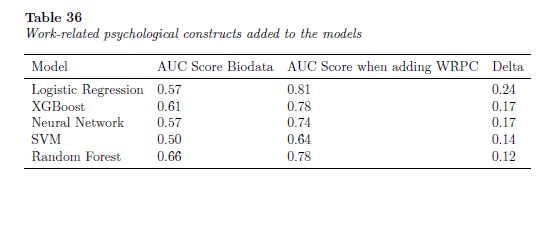 Table 36
Work-related psychological constructs added to the models
Model AUC Score Biodata AUC Score when adding WRPC Delta
Logistic Regression 0.57 0.81 0.24
XGBoost 0.61 0.78 0.17
Neural Network 0.57 0.74 0.17
SVM 0.50 0.64 0.14
Random Forest 0.66 0.78 0.12